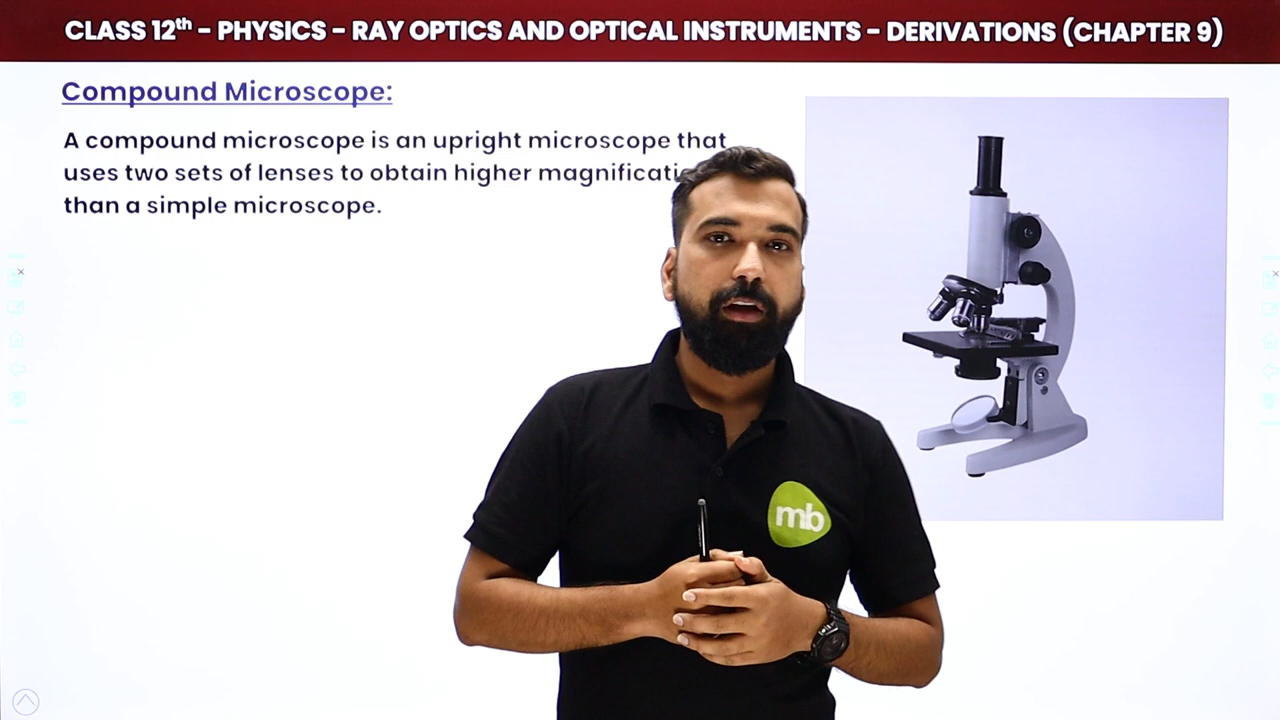 CLASS 12th - PHYSICS - RAY OPTICS AND OPTICAL INSTRUMENTS - DERIVATIONS (CHAPTER 9)
Compound Microscope:
A compound microscope is an upright microscope that
uses two sets of lenses to obtain higher
than a simple microscope.
mb